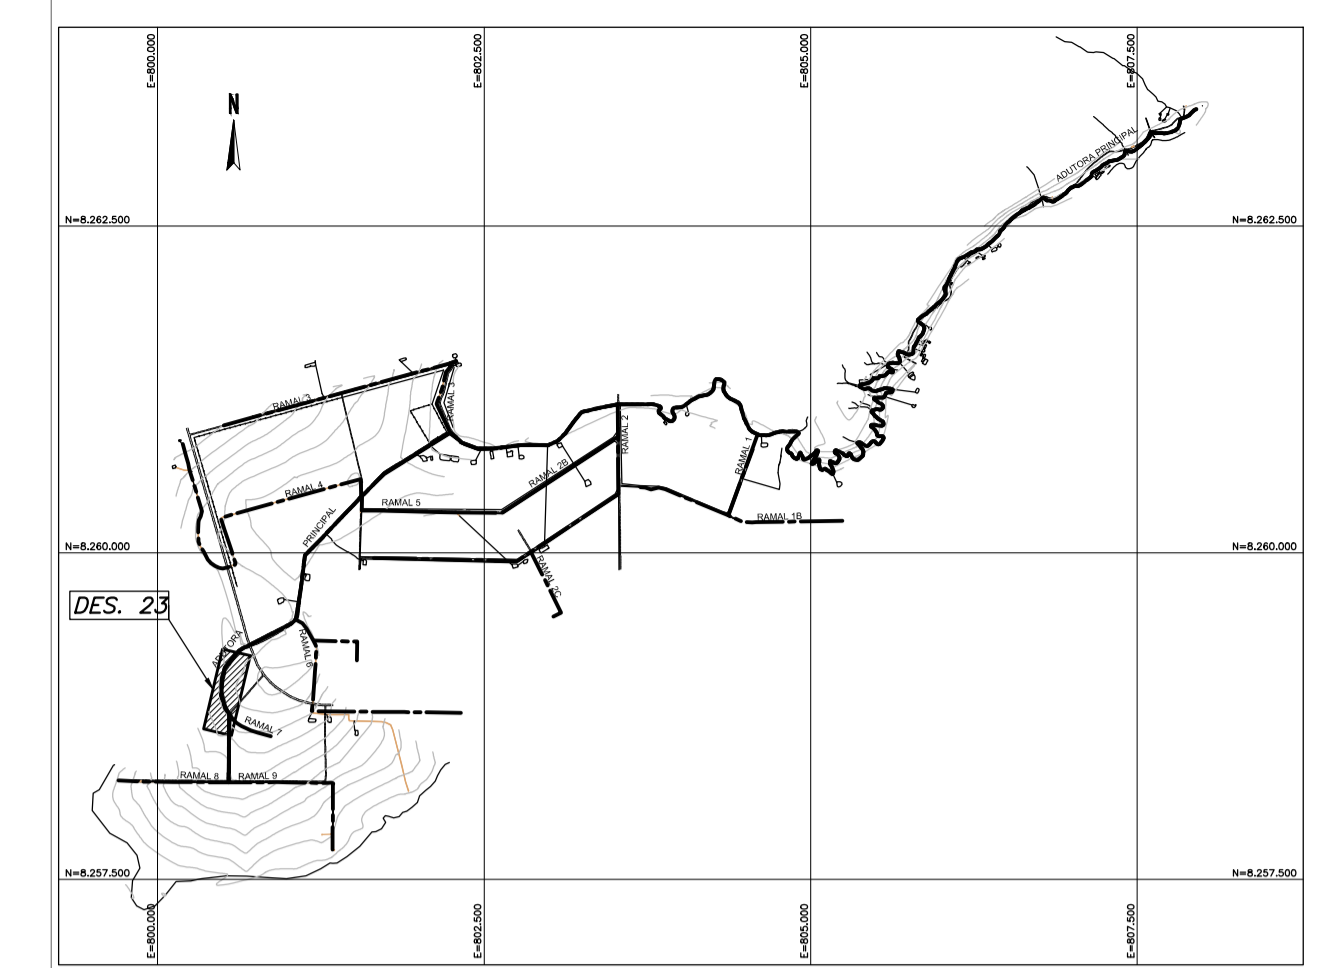 E=800.000
E=802.500
E=805.000
E=807.500
N
ADUTORA PRINCIPAL
N=8.262.500
N=8.262.500
RAMAL 3
RAMAL 3
RAMAL 2
RAMAL 1
RAMAL 2B
RAMAL 4
RAMAL 5
PRINCIPAL
RAMAL 1B
N=8.260.000
N=8.260.000
RAMAL 2C
DES. 23
ADUTORA
RAMAL 6
RAMAL 7
RAMAL 8
RAMAL 9
N=8.257.500
N=8.257.500
E=800.000
E=802.500
E=805.000
E=807.500